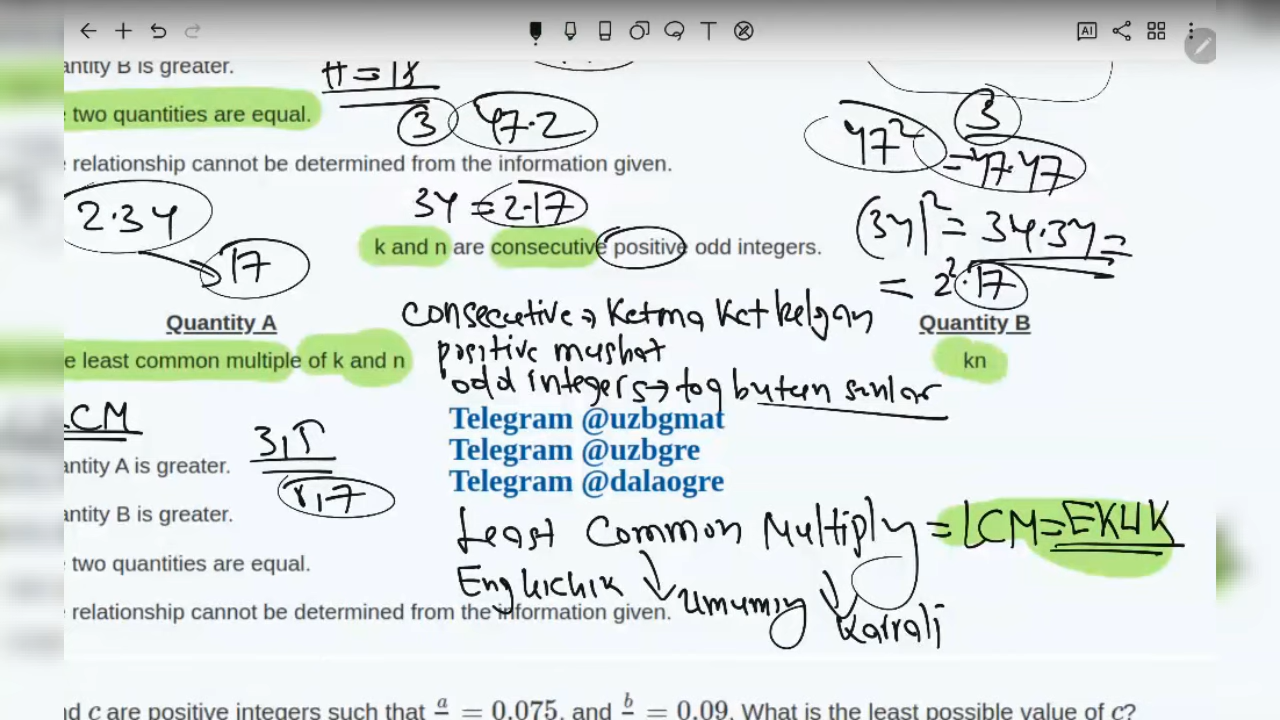 antity B is greater.
H = 18
two quantities are equal.
3
47·2
47²
3
= 47·47
relationship cannot be determined from the information given.
2·34
17
34 = 2·17
(34)² = 34·34 =
= 2²·17
k and n are consecutive positive odd integers.
Quantity A
Quantity B
e least common multiple of k and n
kn
consecutive → Ketma Ket kelgan
positive musbat
odd integers → toq butun sonlar
LCM
3,5
5,7
Telegram @uzbgmat
Telegram @uzbgre
Telegram @dalaogre
antity A is greater.
antity B is greater.
Least Common Multiply = LCM = EKUK
Eng kichik umumiy karrali
two quantities are equal.
relationship cannot be determined from the information given.
nd c are positive integers such that a = 0.075, and b = 0.09. What is the least possible value of c?